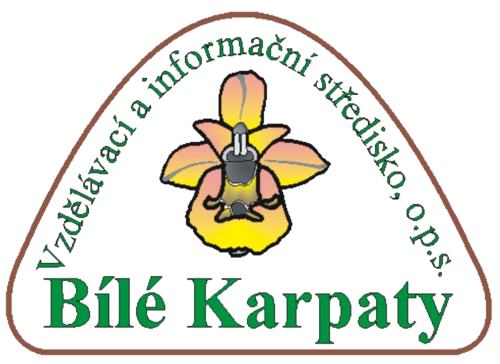 Vzdělávací a informační středisko, o.p.s.
Bílé Karpaty